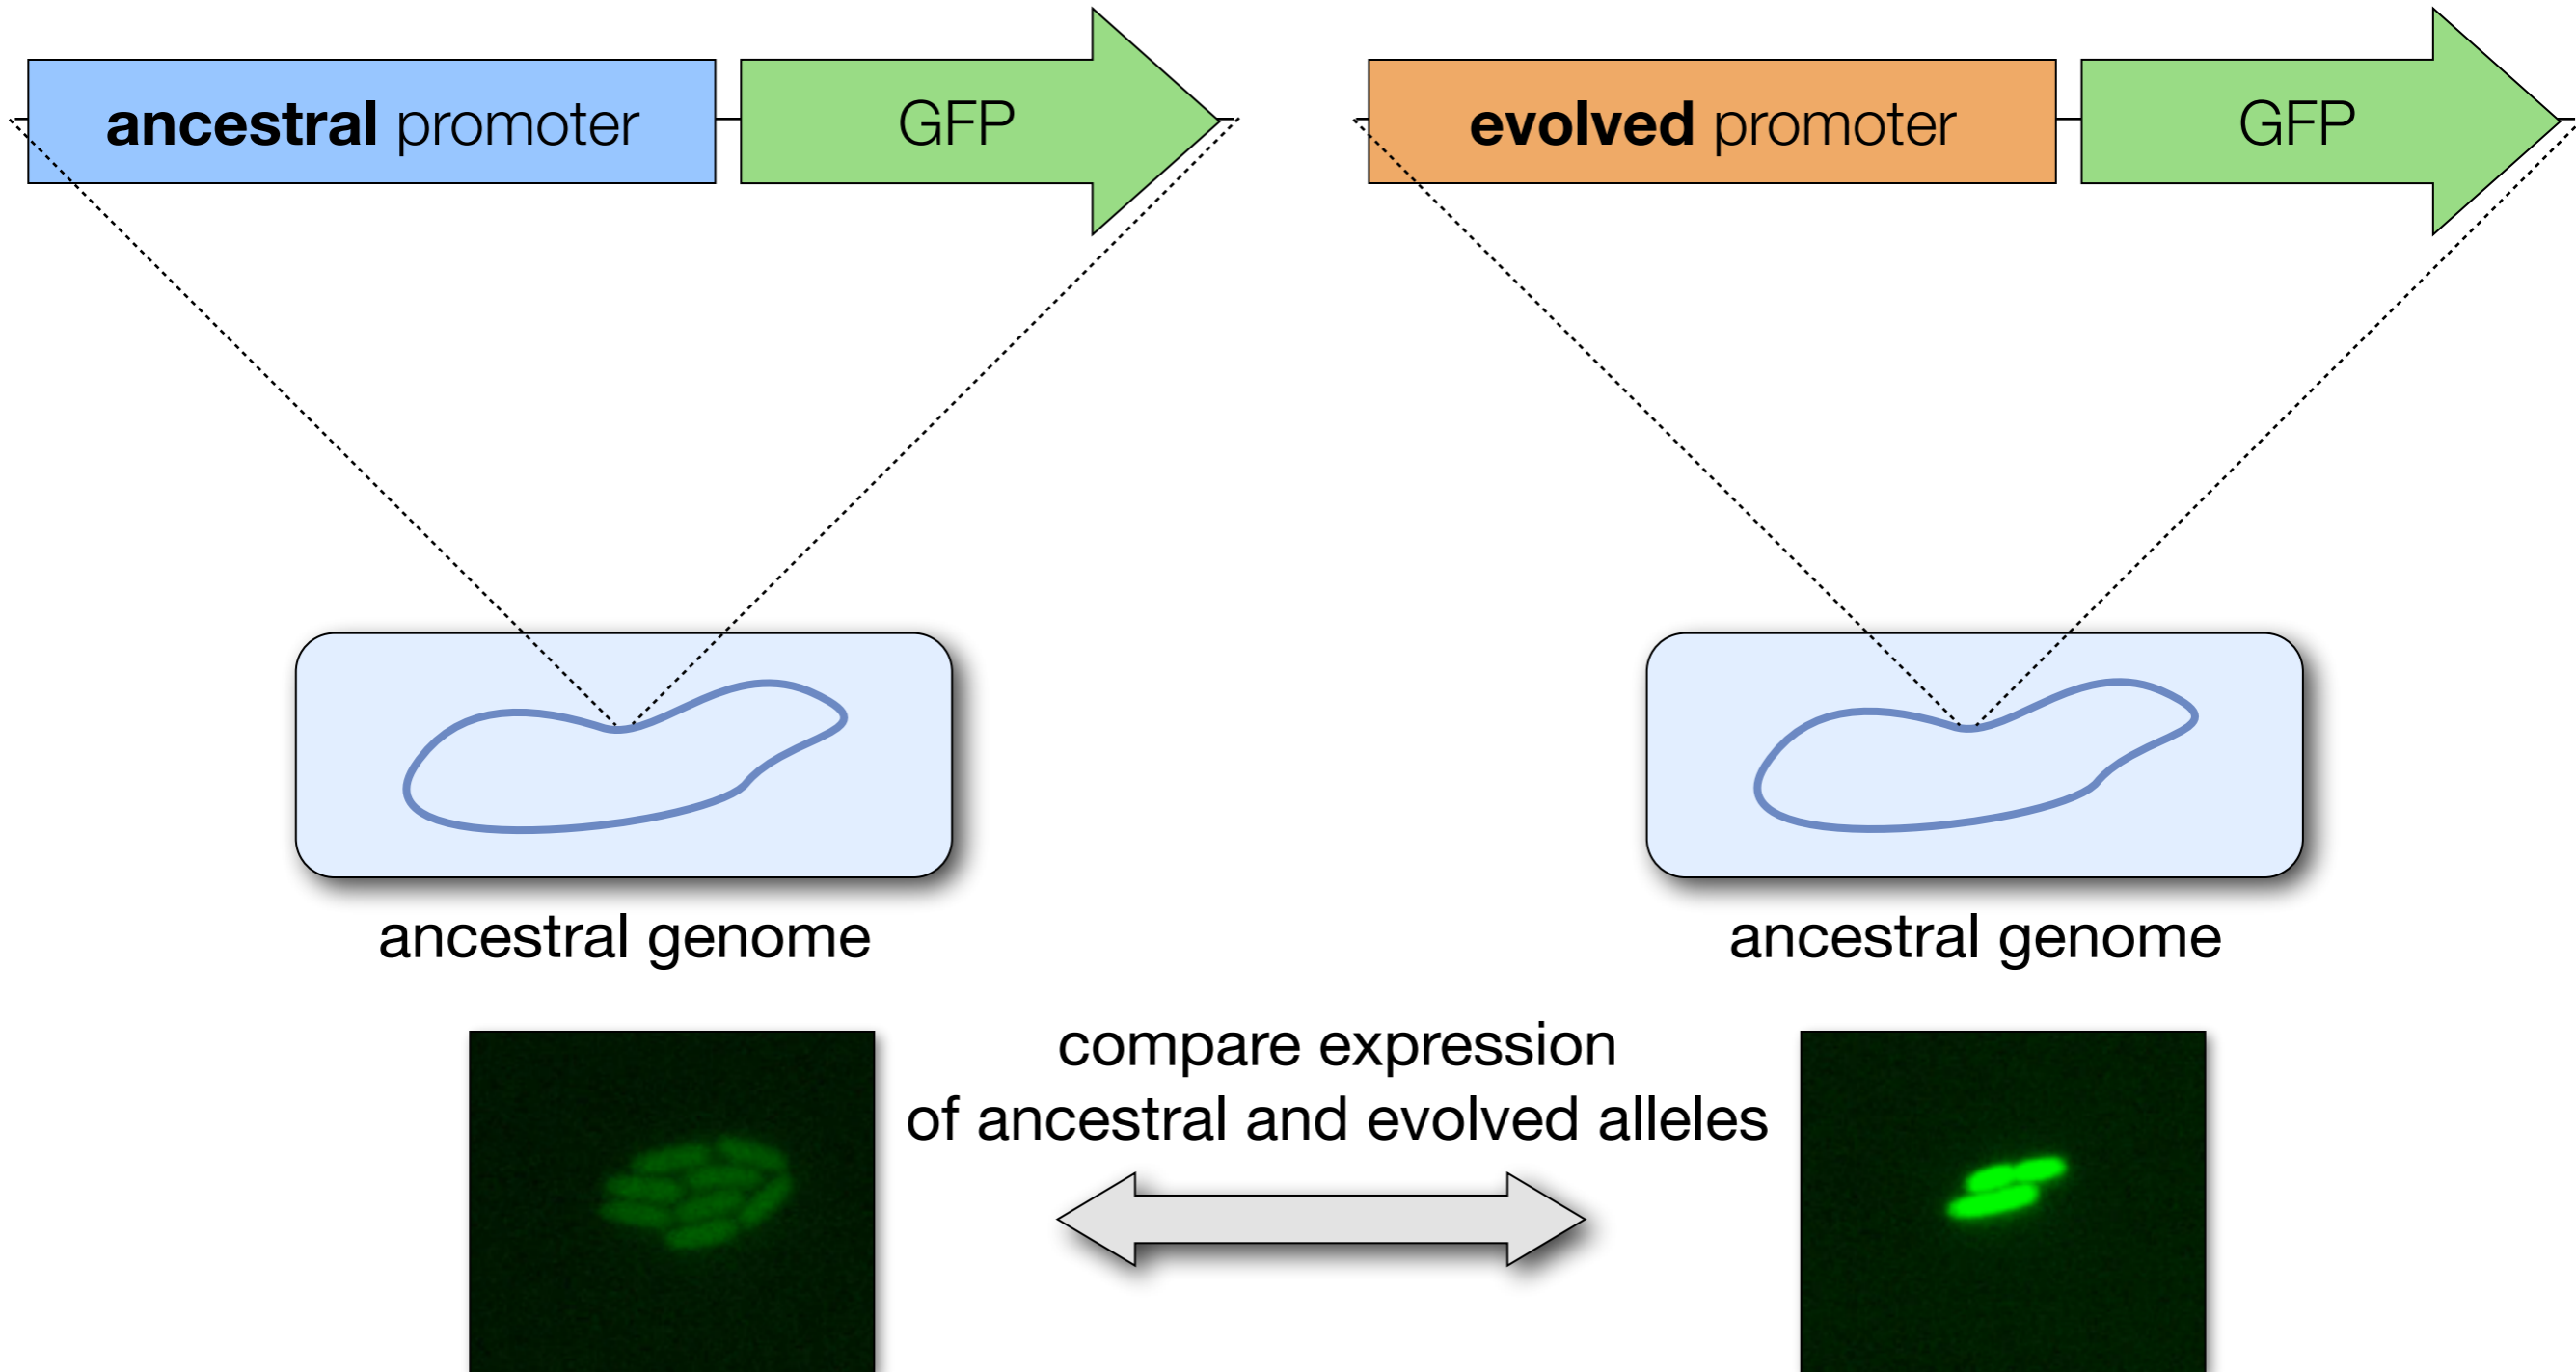 ancestral promoter
GFP
evolved promoter
GFP
ancestral genome
ancestral genome
compare expression
of ancestral and evolved alleles